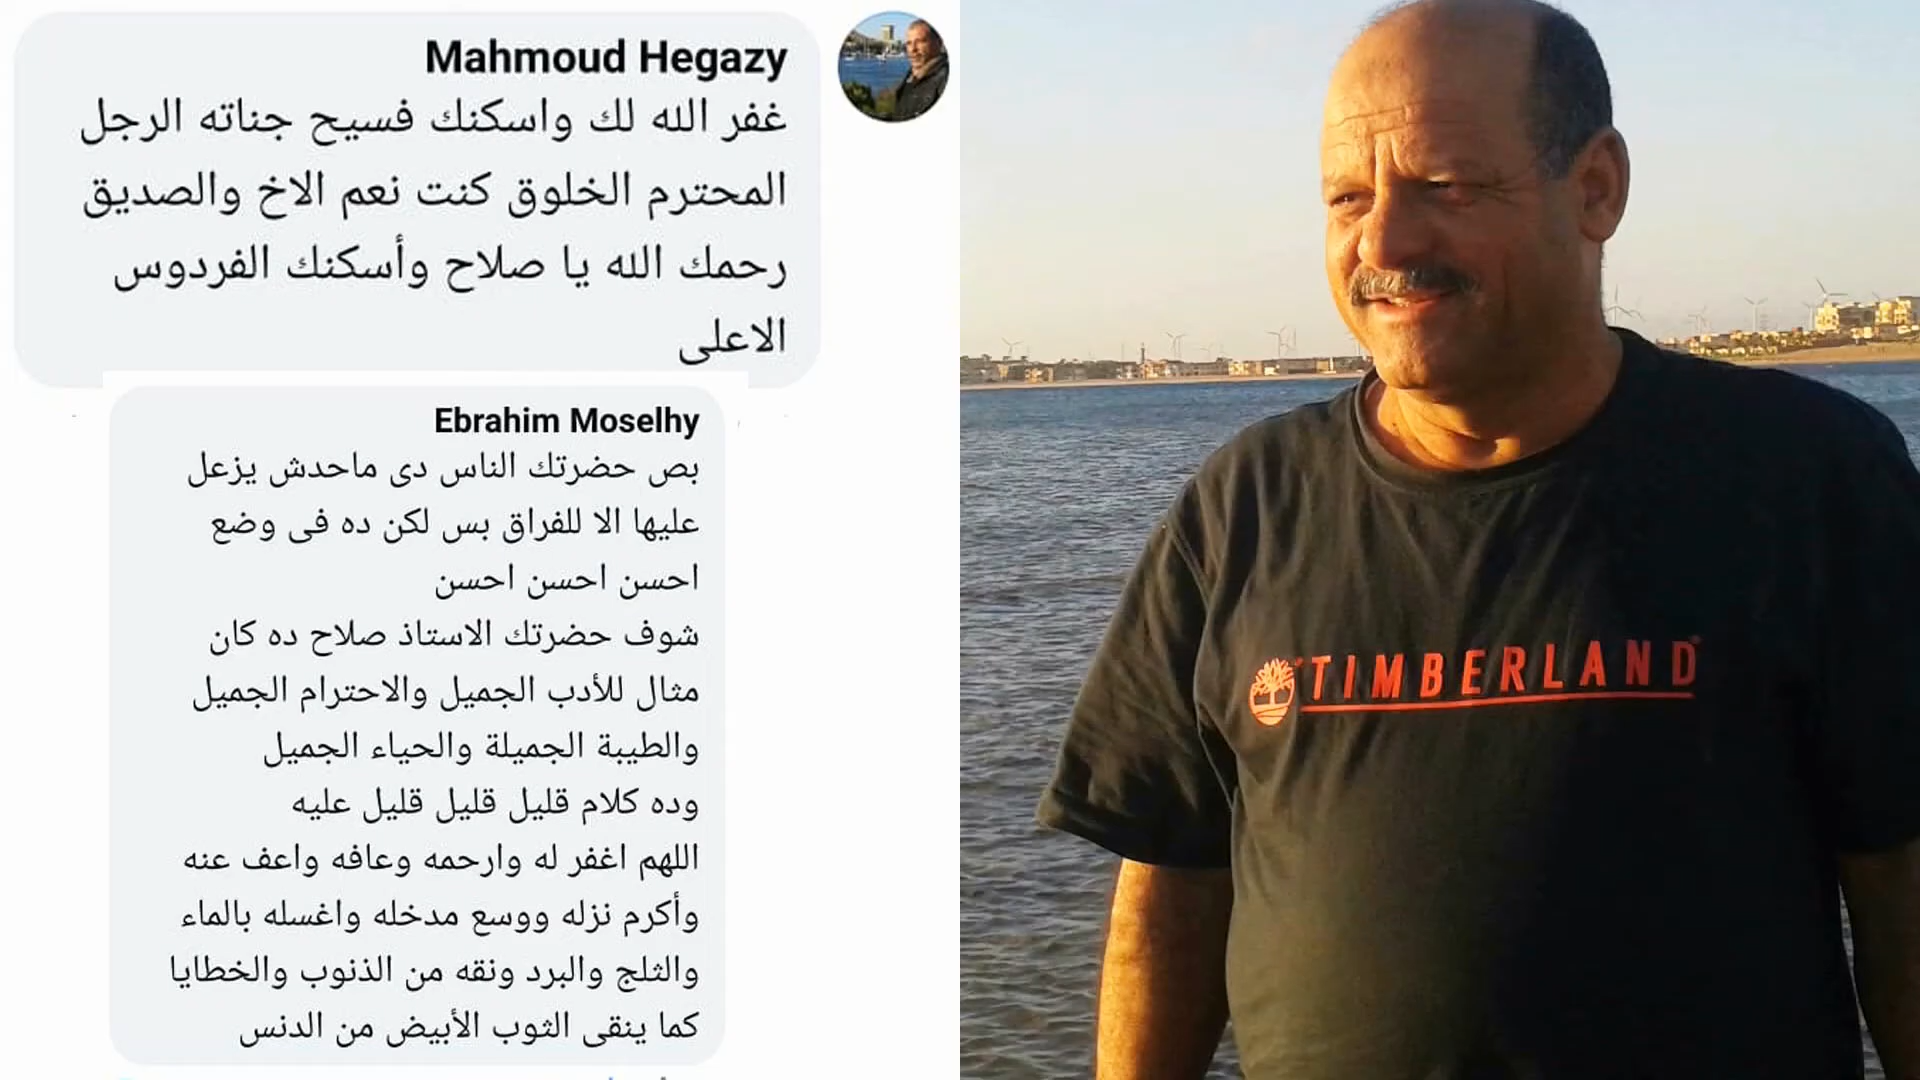 Mahmoud Hegazy
غفر الله لك واسكنك فسيح جناته الرجل
المحترم الخلوق كنت نعم الاخ والصديق
رحمك الله يا صلاح وأسكنك الفردوس
الاعلى
Ebrahim Moselhy
بص حضرتك الناس دى ماحدش يزعل
عليها الا للفراق بس لكن ده فى وضع
احسن احسن احسن
شوف حضرتك الاستاذ صلاح ده كان
مثال للأدب الجميل والاحترام الجميل
والطيبة الجميلة والحياء الجميل
وده كلام قليل قليل قليل عليه
اللهم اغفر له وارحمه وعافه واعف عنه
وأكرم نزله ووسع مدخله واغسله بالماء
والثلج والبرد ونقه من الذنوب والخطايا
كما ينقى الثوب الأبيض من الدنس
TIMBERLAND